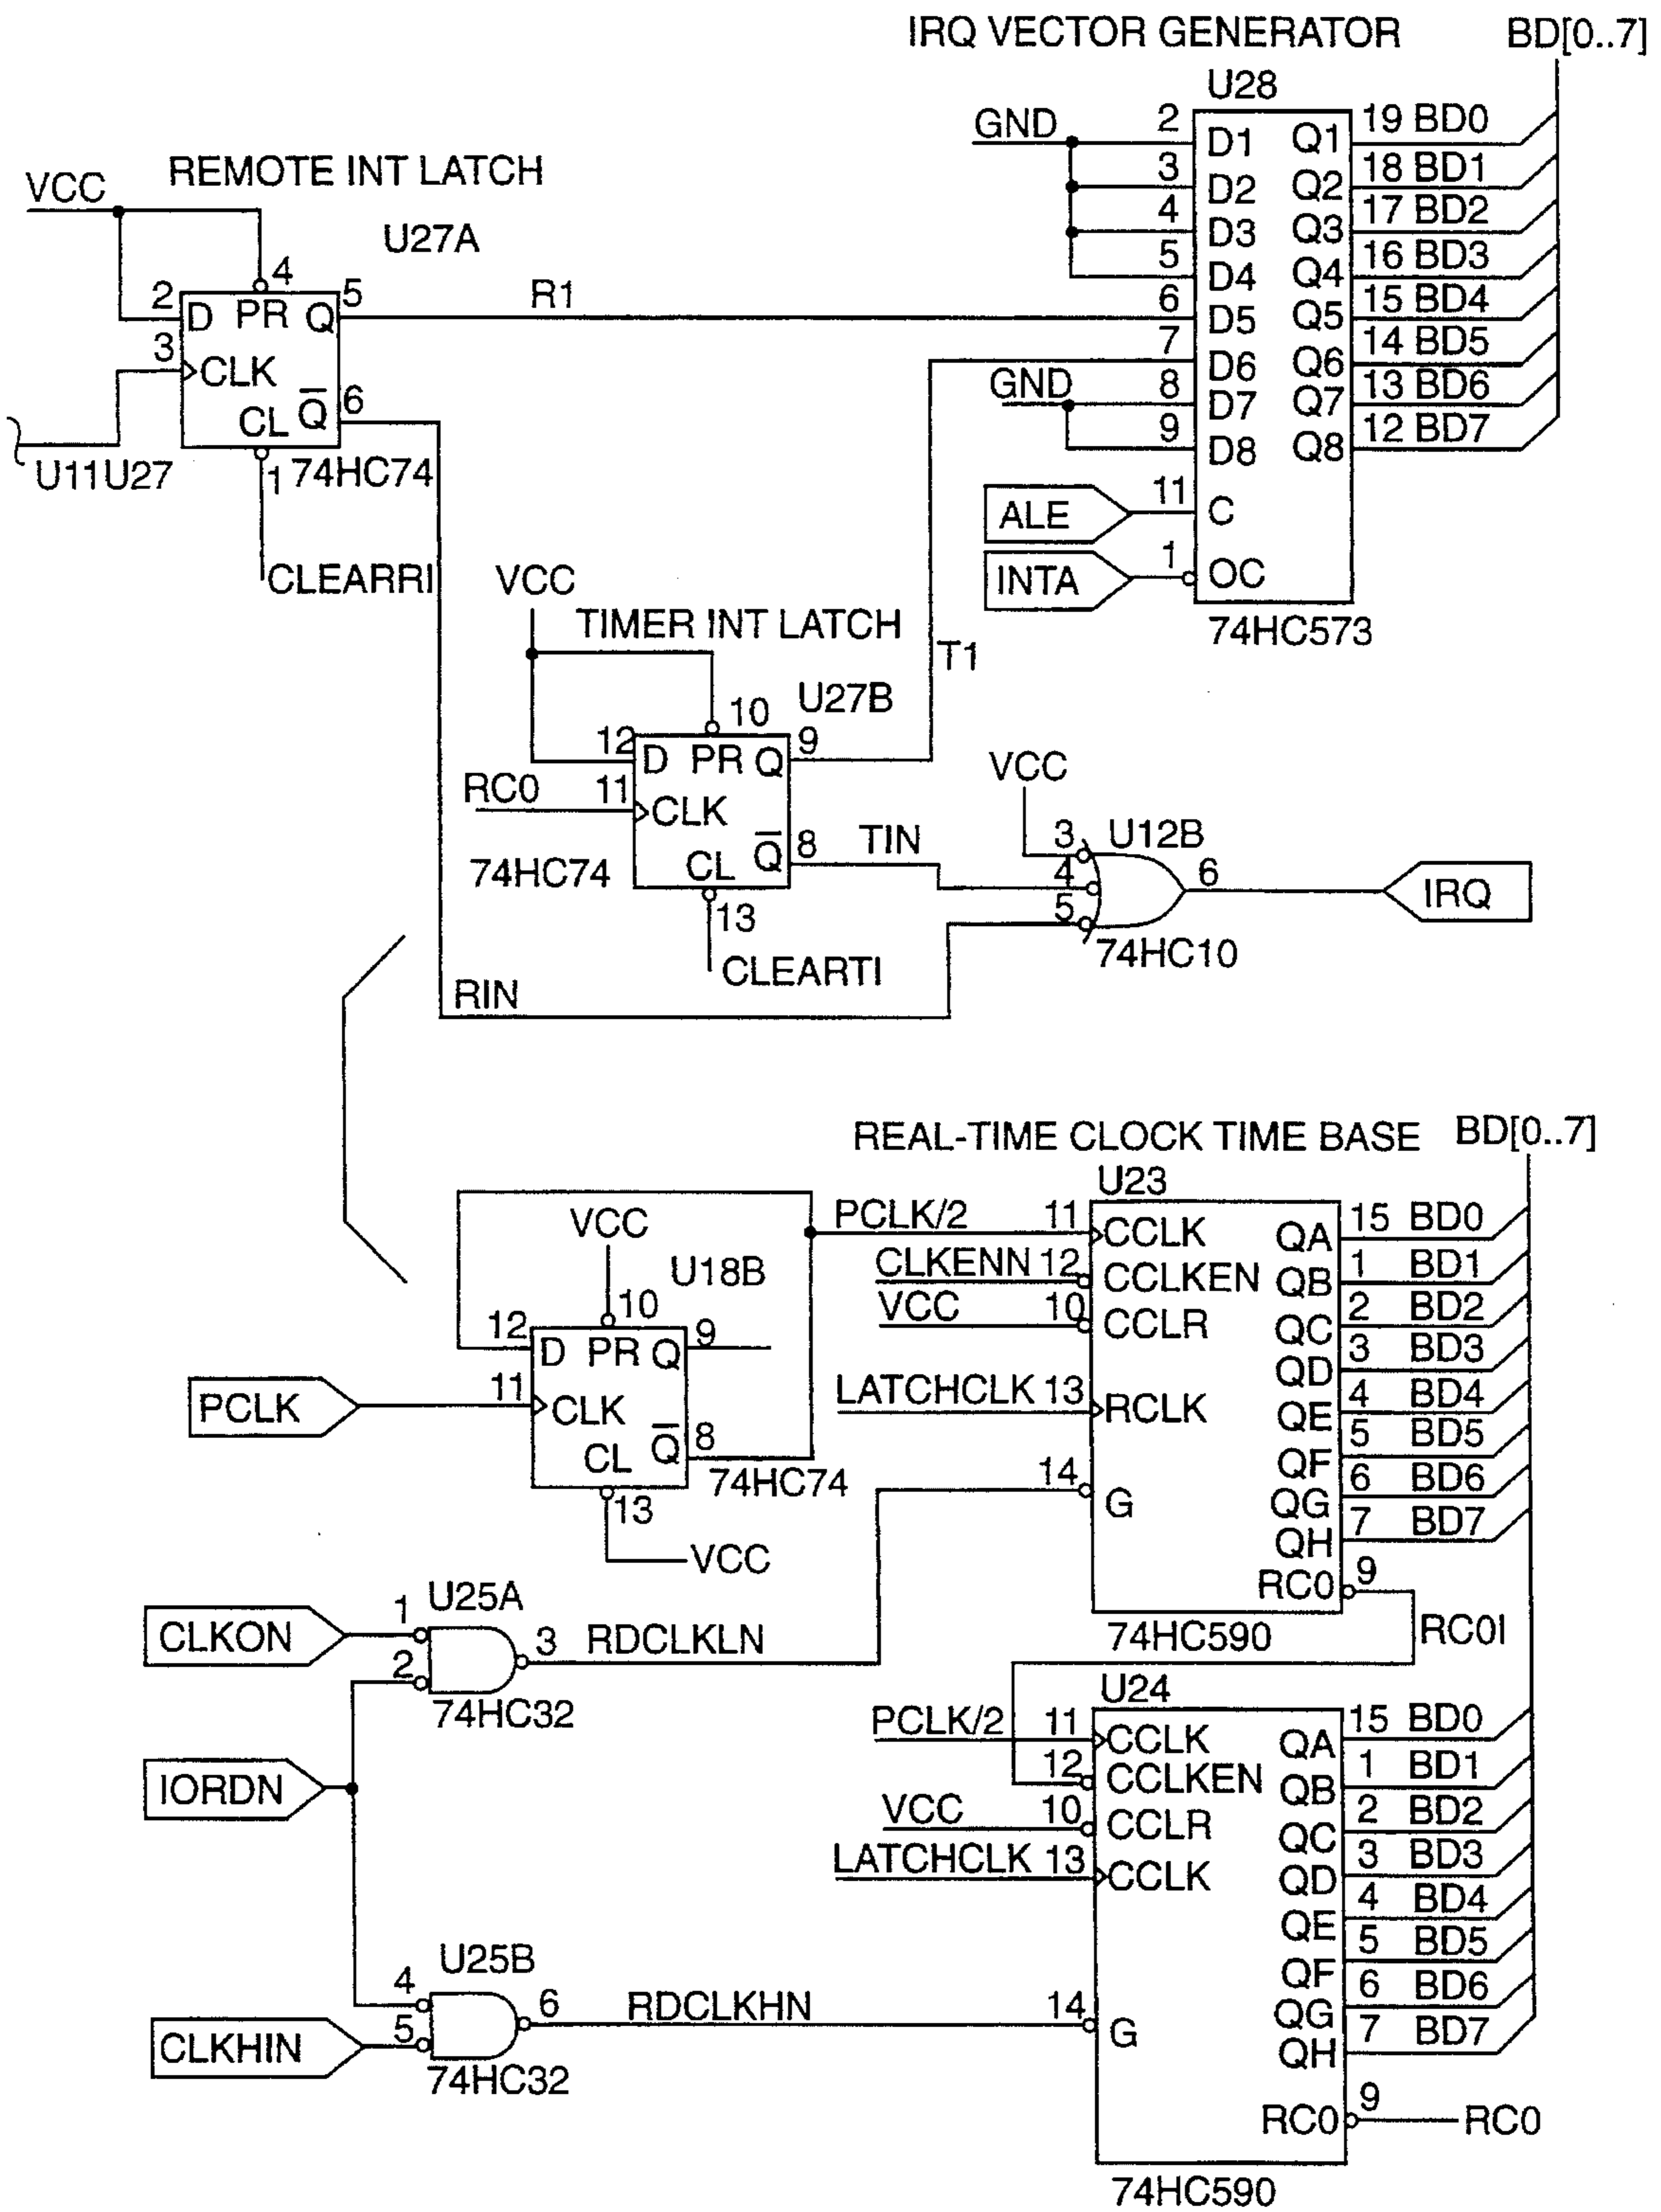 IRQ VECTOR GENERATOR BD[0..7]
U28
GND 2 D1 Q1 19 BD0
3 D2 Q2 18 BD1
4 D3 Q3 17 BD2
5 D4 Q4 16 BD3
R1 6 D5 Q5 15 BD4
7 D6 Q6 14 BD5
GND 8 D7 Q7 13 BD6
9 D8 Q8 12 BD7
ALE 11 C
INTA 1 OC
74HC573
VCC
REMOTE INT LATCH
U27A
4
2 D PR Q 5
3 CLK
CL Q 6
U11U27
1 74HC74
CLEARRI
VCC
TIMER INT LATCH
T1
U27B
10
12 D PR Q 9
RC0 11 CLK
CL Q 8 TIN
74HC74
13
CLEARTI
RIN
VCC
3 U12B
4
5
6 IRQ
74HC10
REAL-TIME CLOCK TIME BASE BD[0..7]
U23
PCLK/2 11 CCLK QA 15 BD0
CLKENN 12 CCLKEN QB 1 BD1
VCC 10 CCLR QC 2 BD2
QD 3 BD3
LATCHCLK 13 RCLK QE 4 BD4
QF 5 BD5
14 G QG 6 BD6
QH 7 BD7
RC0 9
74HC590 RC0I
VCC
U18B
10
12 D PR Q 9
PCLK 11 CLK
CL Q 8
74HC74
13
VCC
U25A
CLKON 1
2
3 RDCLKLN
74HC32
IORDN
U25B
4
CLKHIN 5
6 RDCLKHN
74HC32
U24
PCLK/2 11 CCLK QA 15 BD0
12 CCLKEN QB 1 BD1
VCC 10 CCLR QC 2 BD2
LATCHCLK 13 CCLK QD 3 BD3
QE 4 BD4
QF 5 BD5
QG 6 BD6
14 G QH 7 BD7
RC0 9 RC0
74HC590